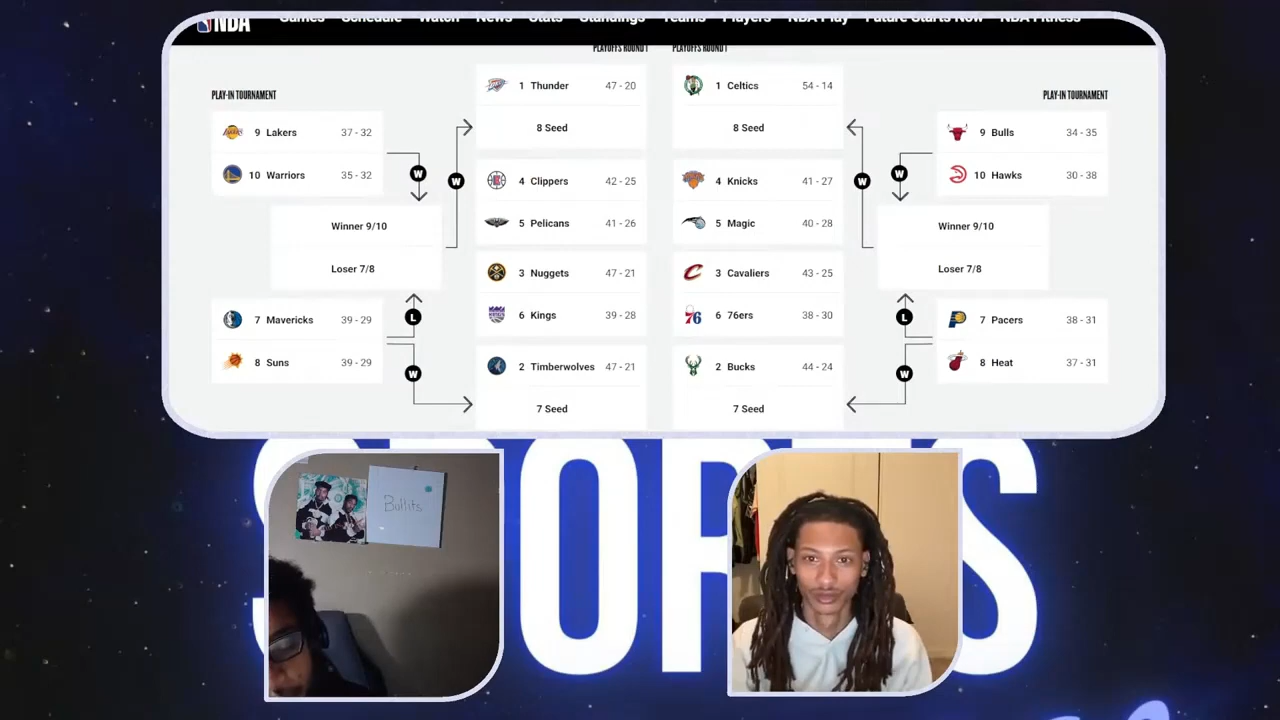 NBA Games Schedule Watch News Stats Standings Teams Players NBA Play Future Starts Now NBA Fitness
PLAYOFFS ROUND 1
PLAYOFFS ROUND 1
PLAY-IN TOURNAMENT
9 Lakers 37 - 32
10 Warriors 35 - 32
W
W
Winner 9/10
Loser 7/8
7 Mavericks 39 - 29
L
8 Suns 39 - 29
W
1 Thunder 47 - 20
8 Seed
4 Clippers 42 - 25
5 Pelicans 41 - 26
3 Nuggets 47 - 21
6 Kings 39 - 28
2 Timberwolves 47 - 21
7 Seed
1 Celtics 54 - 14
8 Seed
4 Knicks 41 - 27
5 Magic 40 - 28
3 Cavaliers 43 - 25
76 6 76ers 38 - 30
2 Bucks 44 - 24
7 Seed
PLAY-IN TOURNAMENT
9 Bulls 34 - 35
10 Hawks 30 - 38
W
W
Winner 9/10
Loser 7/8
7 Pacers 38 - 31
L
8 Heat 37 - 31
W
SPORTS
Bullits